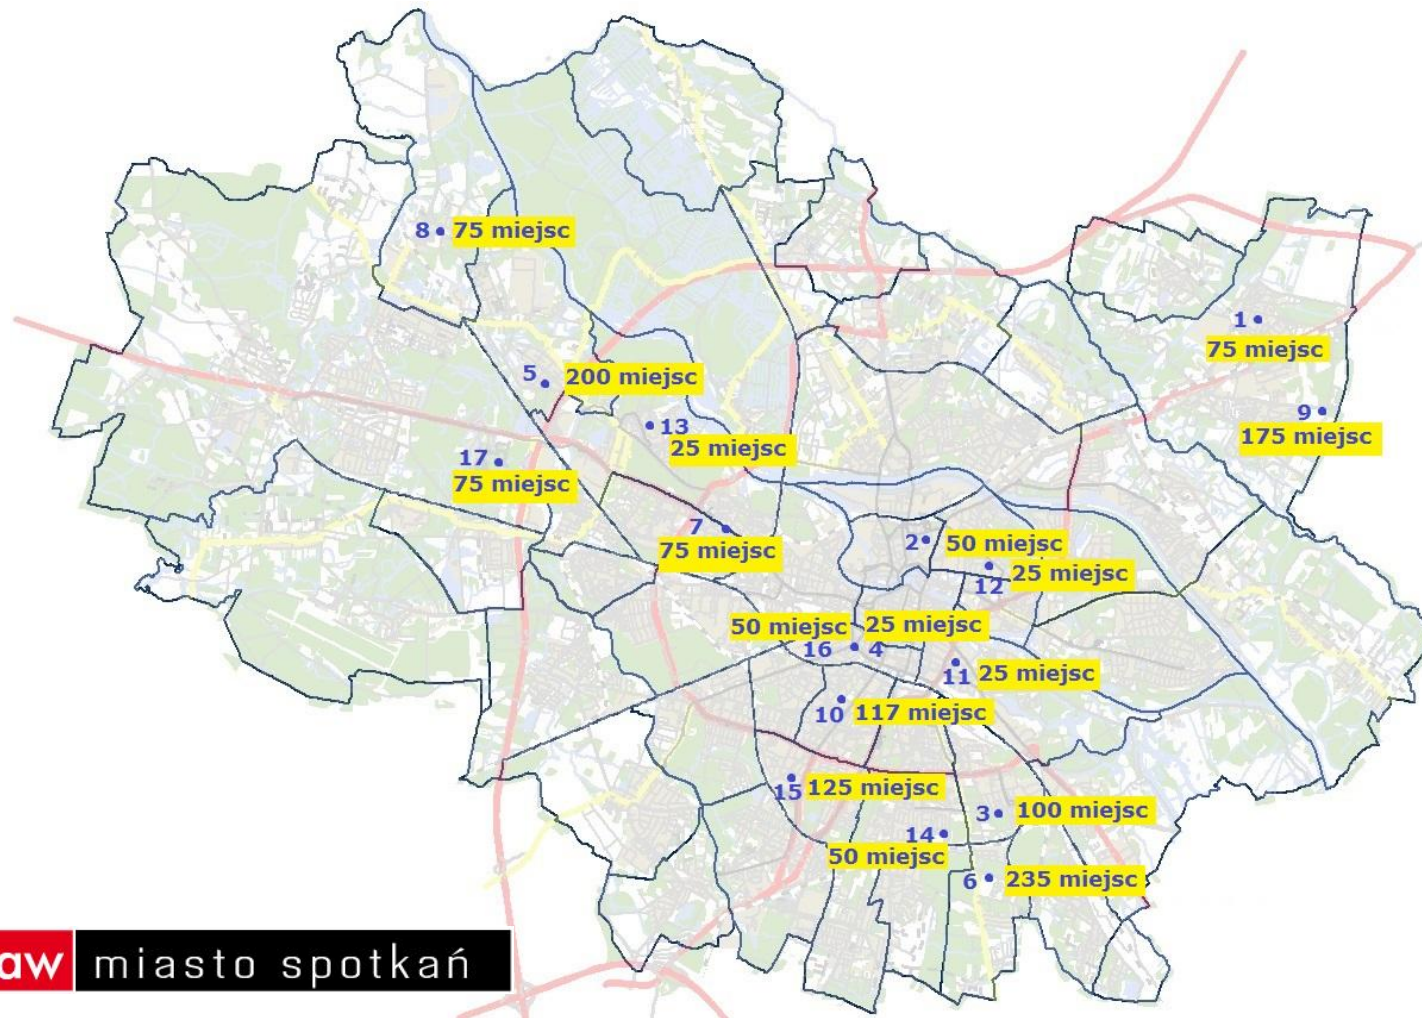 8 75 miejsc
1
75 miejsc
5 200 miejsc
9
175 miejsc
13
25 miejsc
17
75 miejsc
7
75 miejsc
2 50 miejsc
12 25 miejsc
50 miejsc 25 miejsc
16 4
11 25 miejsc
10 117 miejsc
15 125 miejsc
3 100 miejsc
14
50 miejsc
6 235 miejsc
aw miasto spotkań